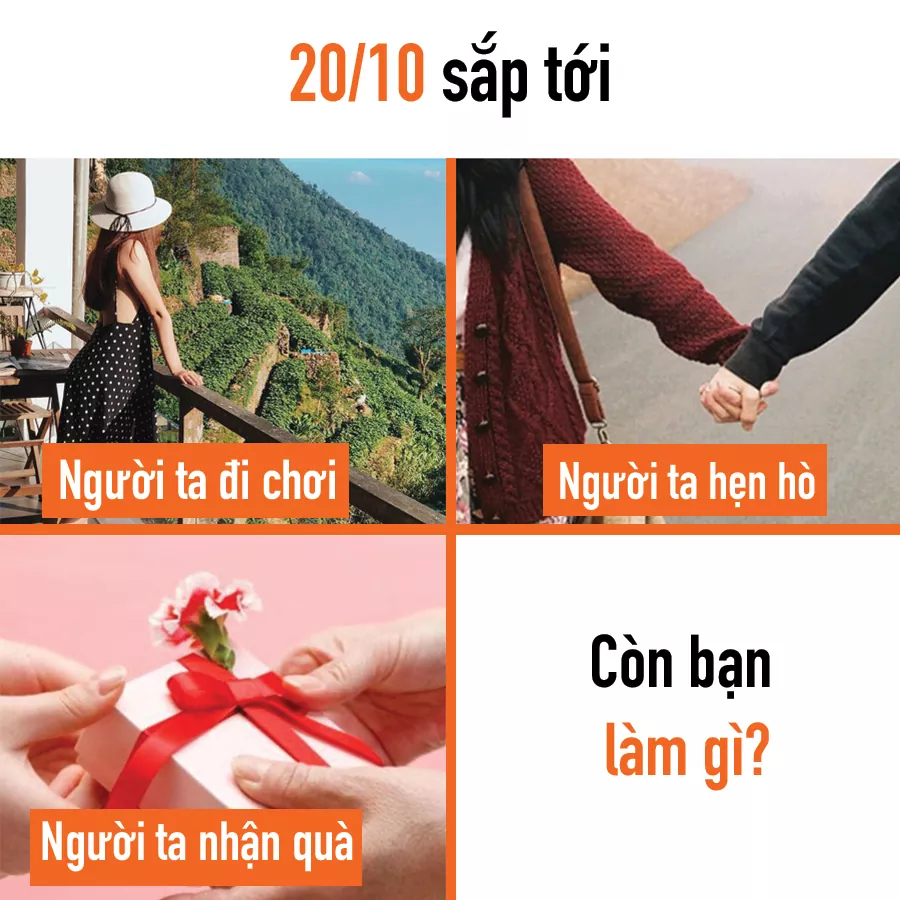 20/10 sắp tới
Người ta đi chơi
Người ta hẹn hò
Người ta nhận quà
Còn bạn
làm gì?